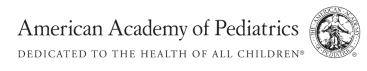 American Academy of Pediatrics
DEDICATED TO THE HEALTH OF ALL CHILDREN®